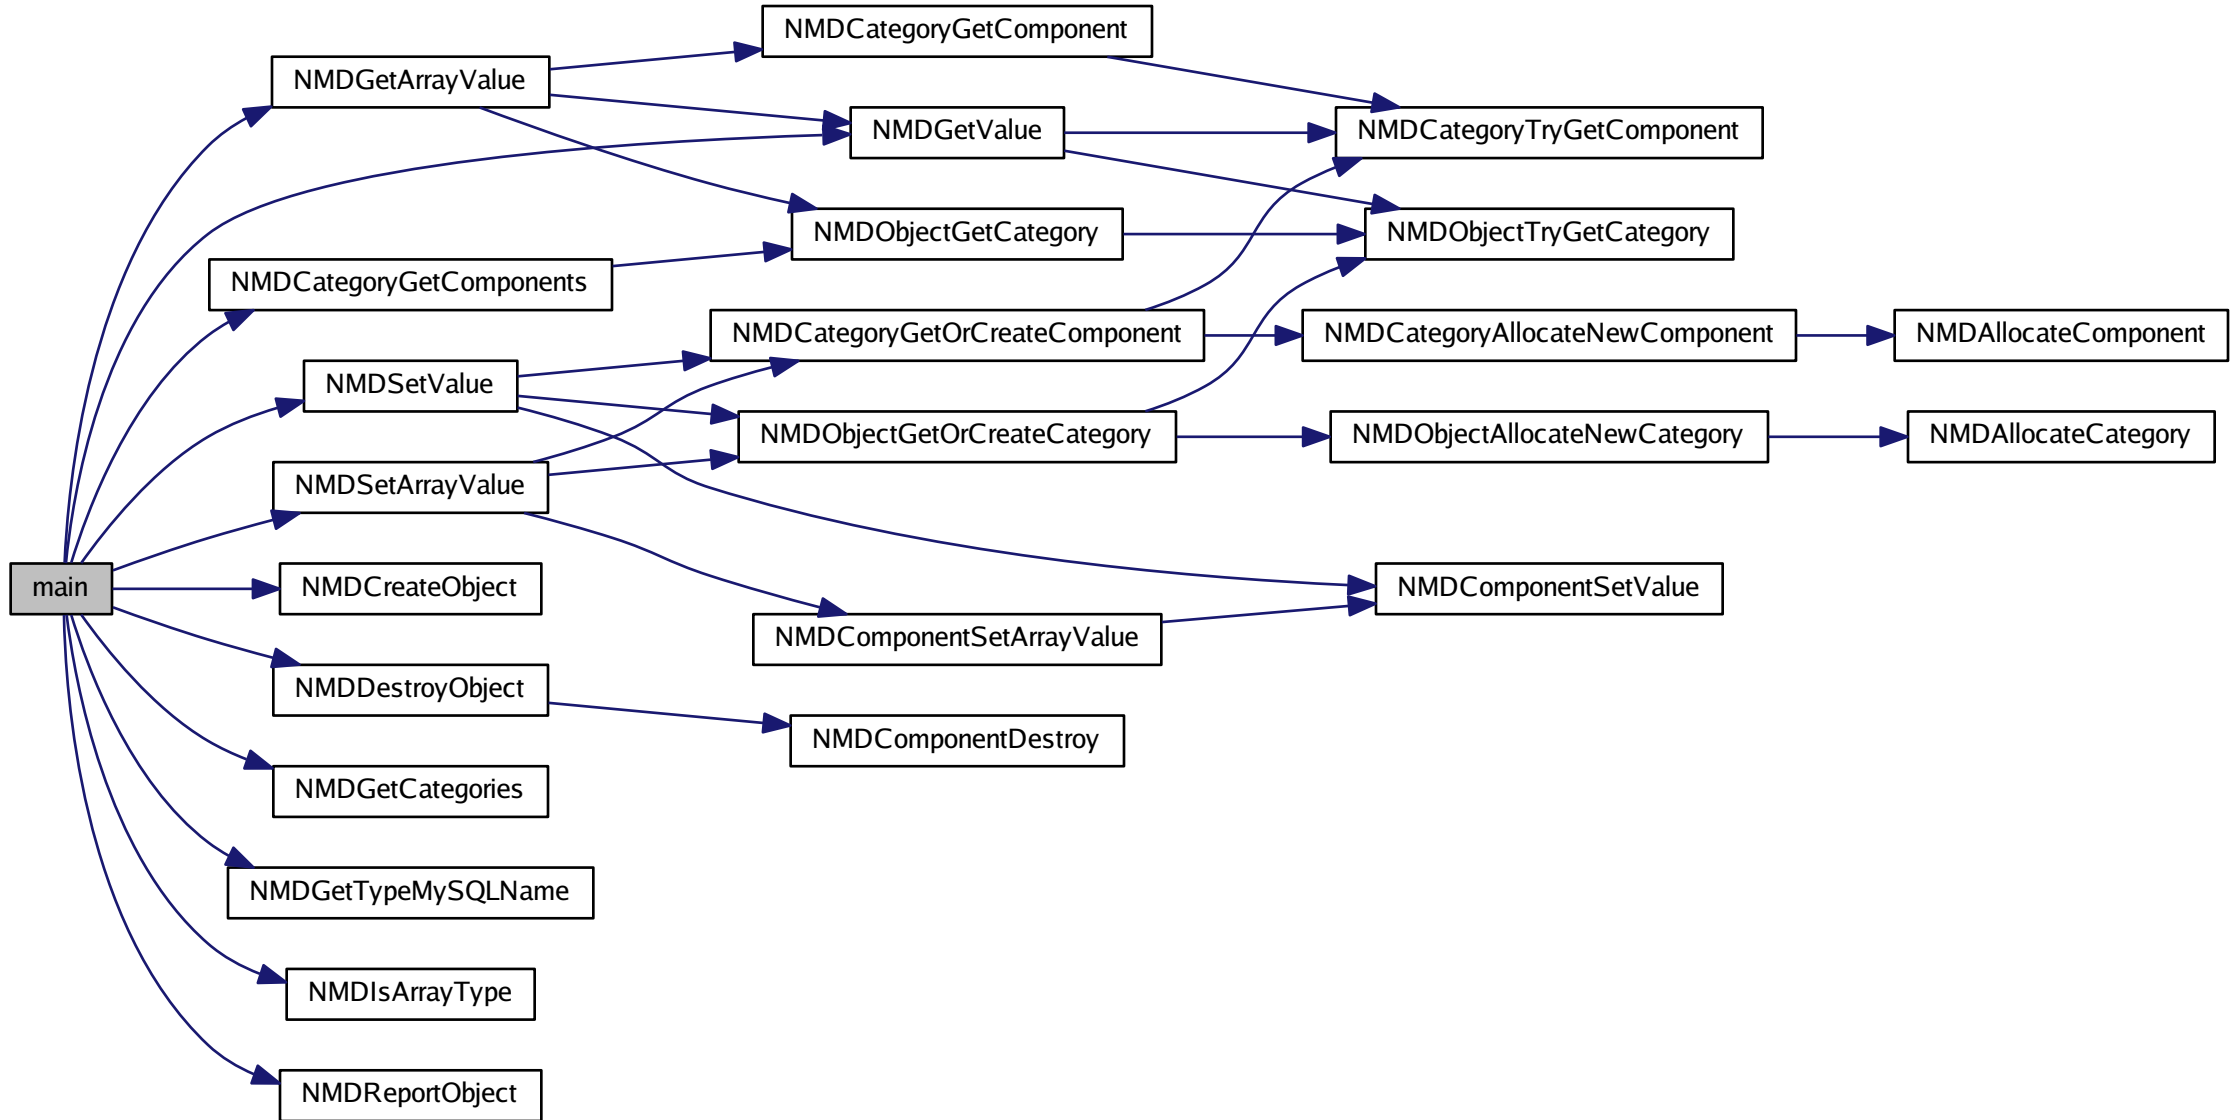 NMDCategoryGetComponent
NMDGetArrayValue
NMDGetValue
NMDCategoryTryGetComponent
NMDObjectGetCategory
NMDObjectTryGetCategory
NMDCategoryGetComponents
NMDCategoryGetOrCreateComponent
NMDCategoryAllocateNewComponent
NMDAllocateComponent
NMDSetValue
NMDObjectGetOrCreateCategory
NMDObjectAllocateNewCategory
NMDAllocateCategory
NMDSetArrayValue
main
NMDCreateObject
NMDComponentSetValue
NMDComponentSetArrayValue
NMDDestroyObject
NMDComponentDestroy
NMDGetCategories
NMDGetTypeMySQLName
NMDIsArrayType
NMDReportObject